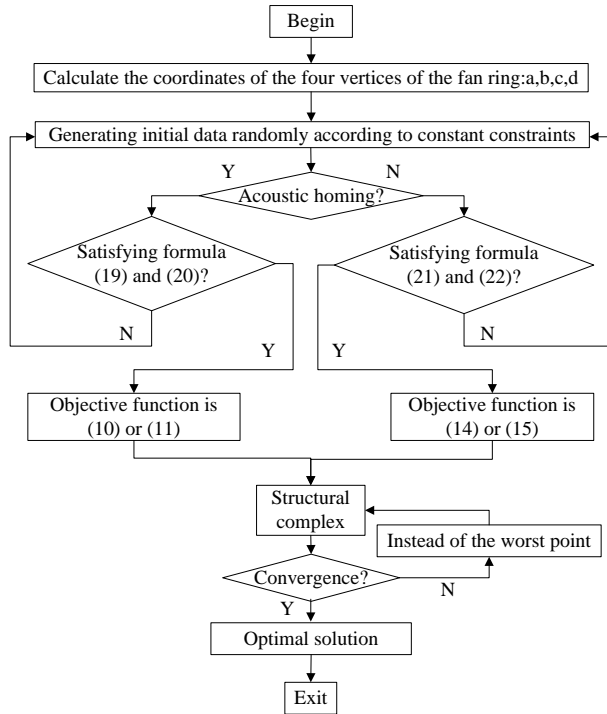 Begin
Calculate the coordinates of the four vertices of the fan ring:a,b,c,d
Generating initial data randomly according to constant constraints
Y
N
Acoustic homing?
Satisfying formula
(19) and (20)?
Satisfying formula
(21) and (22)?
N
N
Y
Y
Objective function is
(10) or (11)
Objective function is
(14) or (15)
Structural
complex
Instead of the worst point
Convergence?
N
Y
Optimal solution
Exit